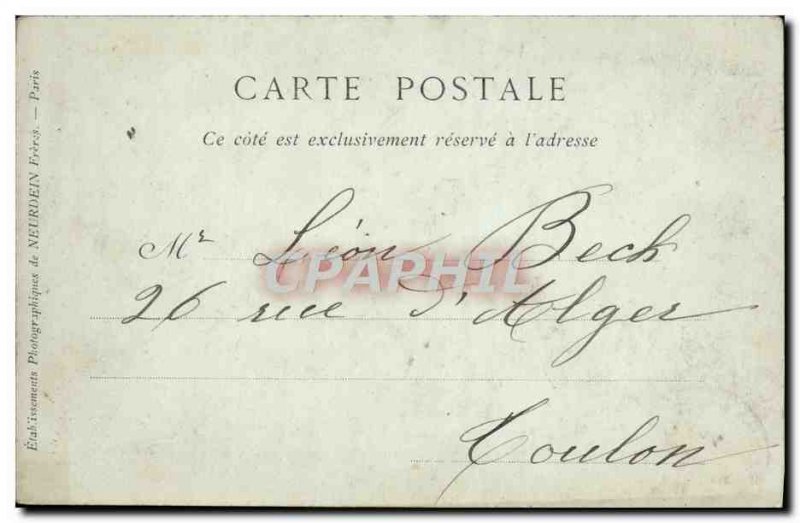 CARTE POSTALE
Ce côté est exclusivement réservé à l'adresse
Mr Léon Bech
CPAPHIL
26 rue d'Alger
Toulon
Établissements Photographiques de NEURDEIN Frères. — Paris